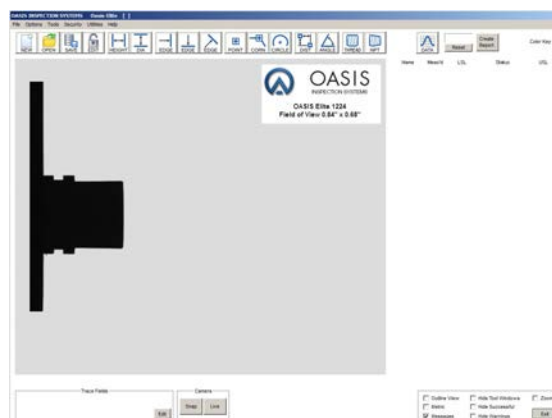 OASIS INSPECTION SYSTEMS Oasis Elite [ ]
File Options Tools Security Utilities Help
NEW OPEN SAVE EDIT HEIGHT DIA EDGE EDGE EDGE POINT CORN CIRCLE DIST ANGLE THREAD NPT DATA Reset Create Report Color Key
Name Meas'd LSL Status USL
OASIS
INSPECTION SYSTEMS
OASIS Elite 1224
Field of View 0.84" x 0.68"
Trace Fields
Edit
Camera
Snap Live
Outline View Hide Tool Windows Zoom
Metric Hide Successful
Messages Hide Warnings Exit